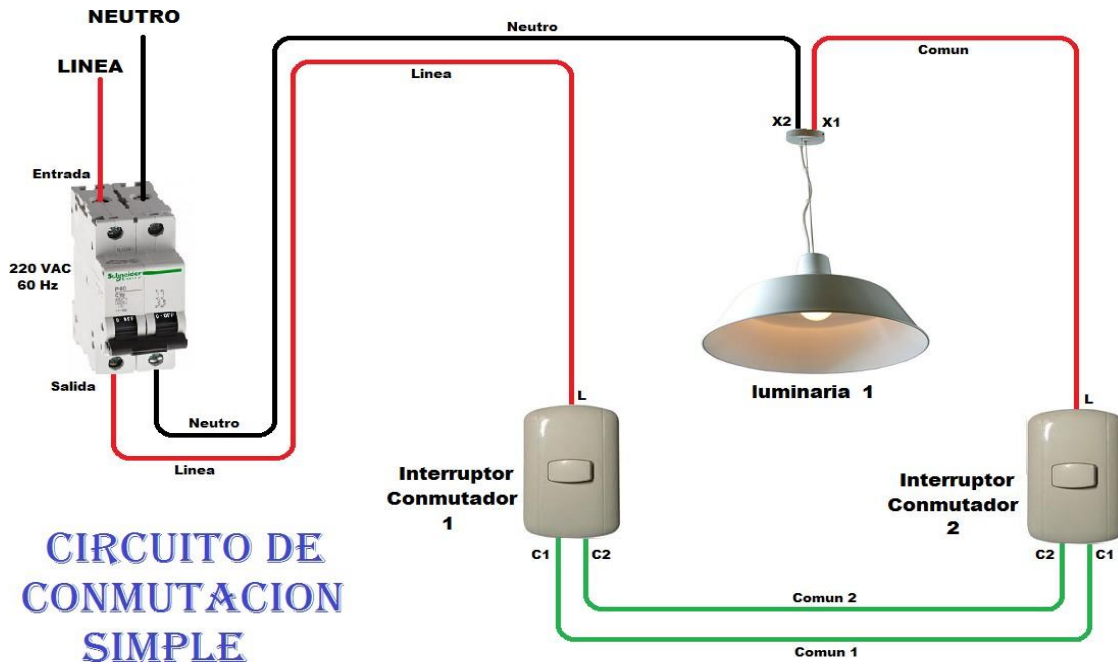 NEUTRO
LINEA
Neutro
Comun
Linea
X2
X1
Entrada
220 VAC
60 Hz
Schneider
C
Salida
luminaria 1
Neutro
Linea
L
L
Interruptor
Conmutador
1
Interruptor
Conmutador
2
C1
C2
C2
C1
Comun 2
Comun 1
CIRCUITO DE
CONMUTACION
SIMPLE